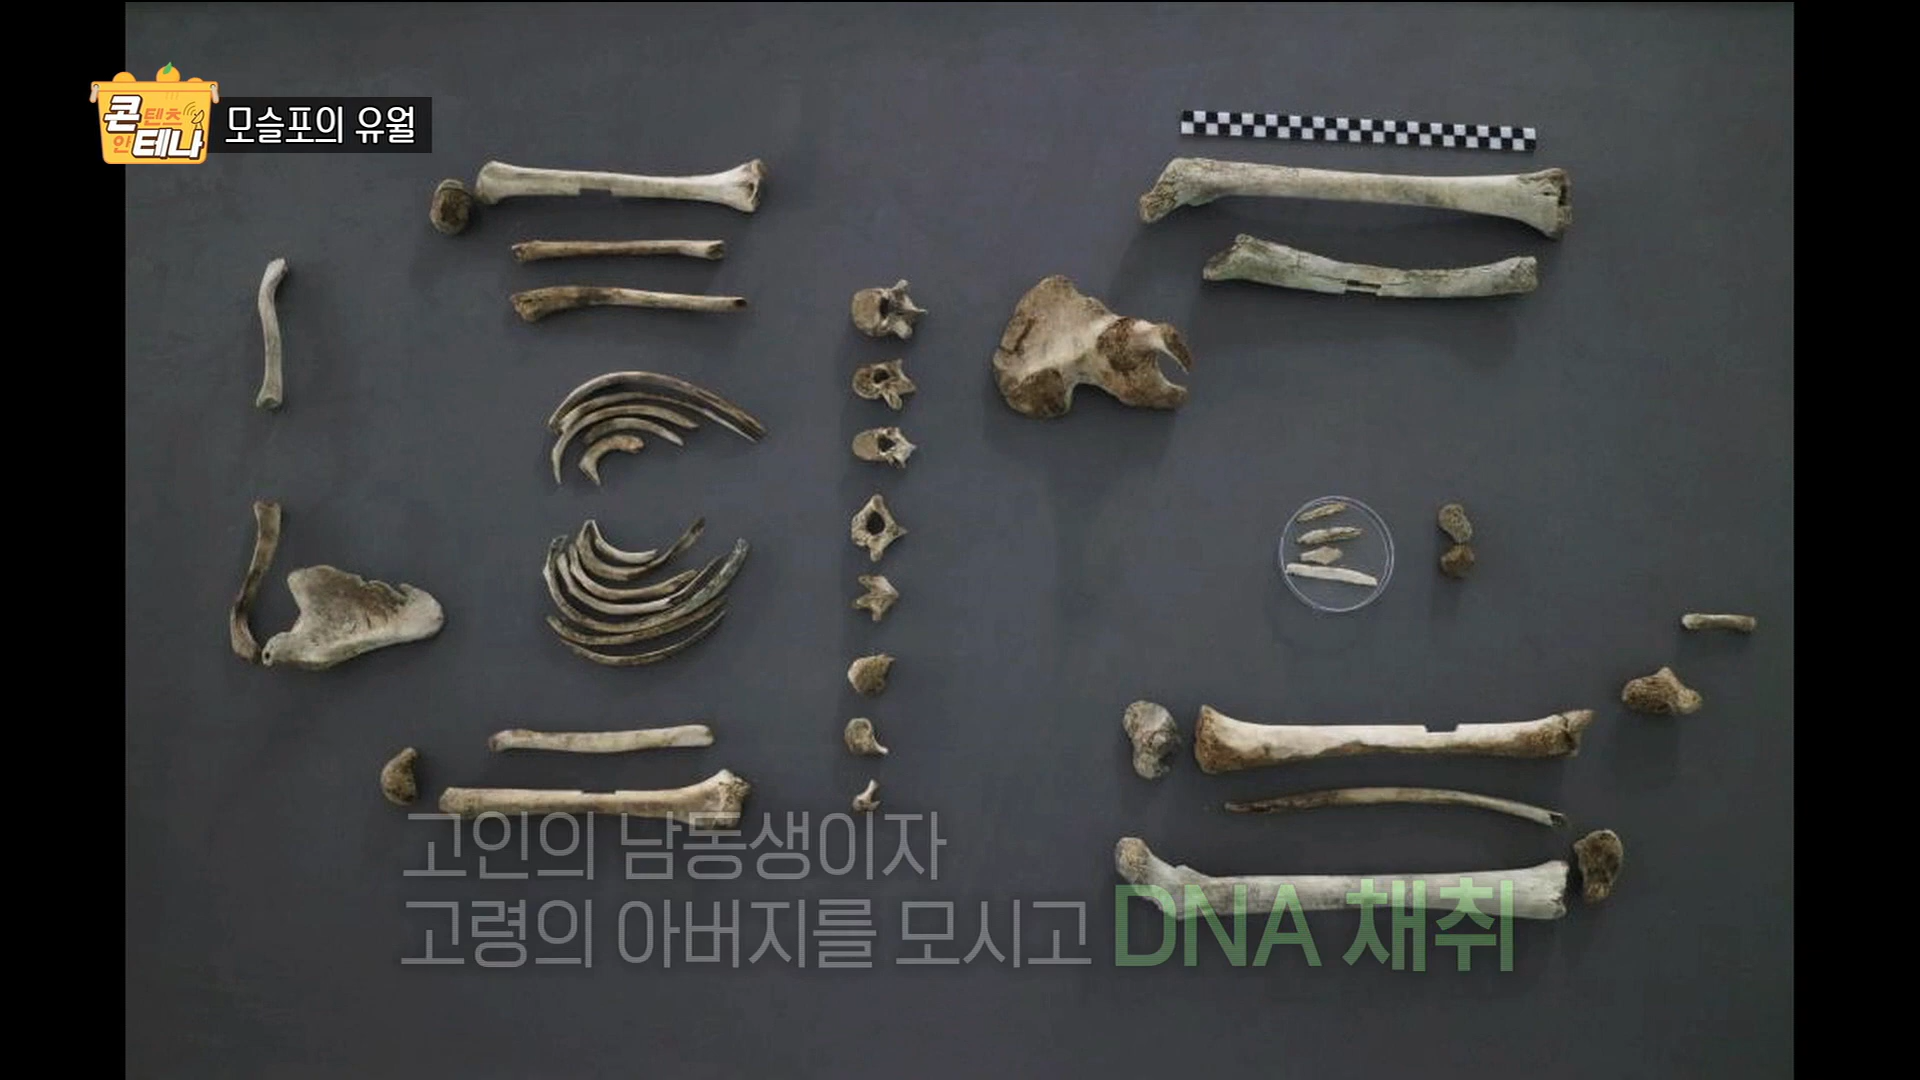 콘텐츠
안테나
모슬포의 유월
고인의 남동생이자
고령의 아버지를 모시고 DNA 채취